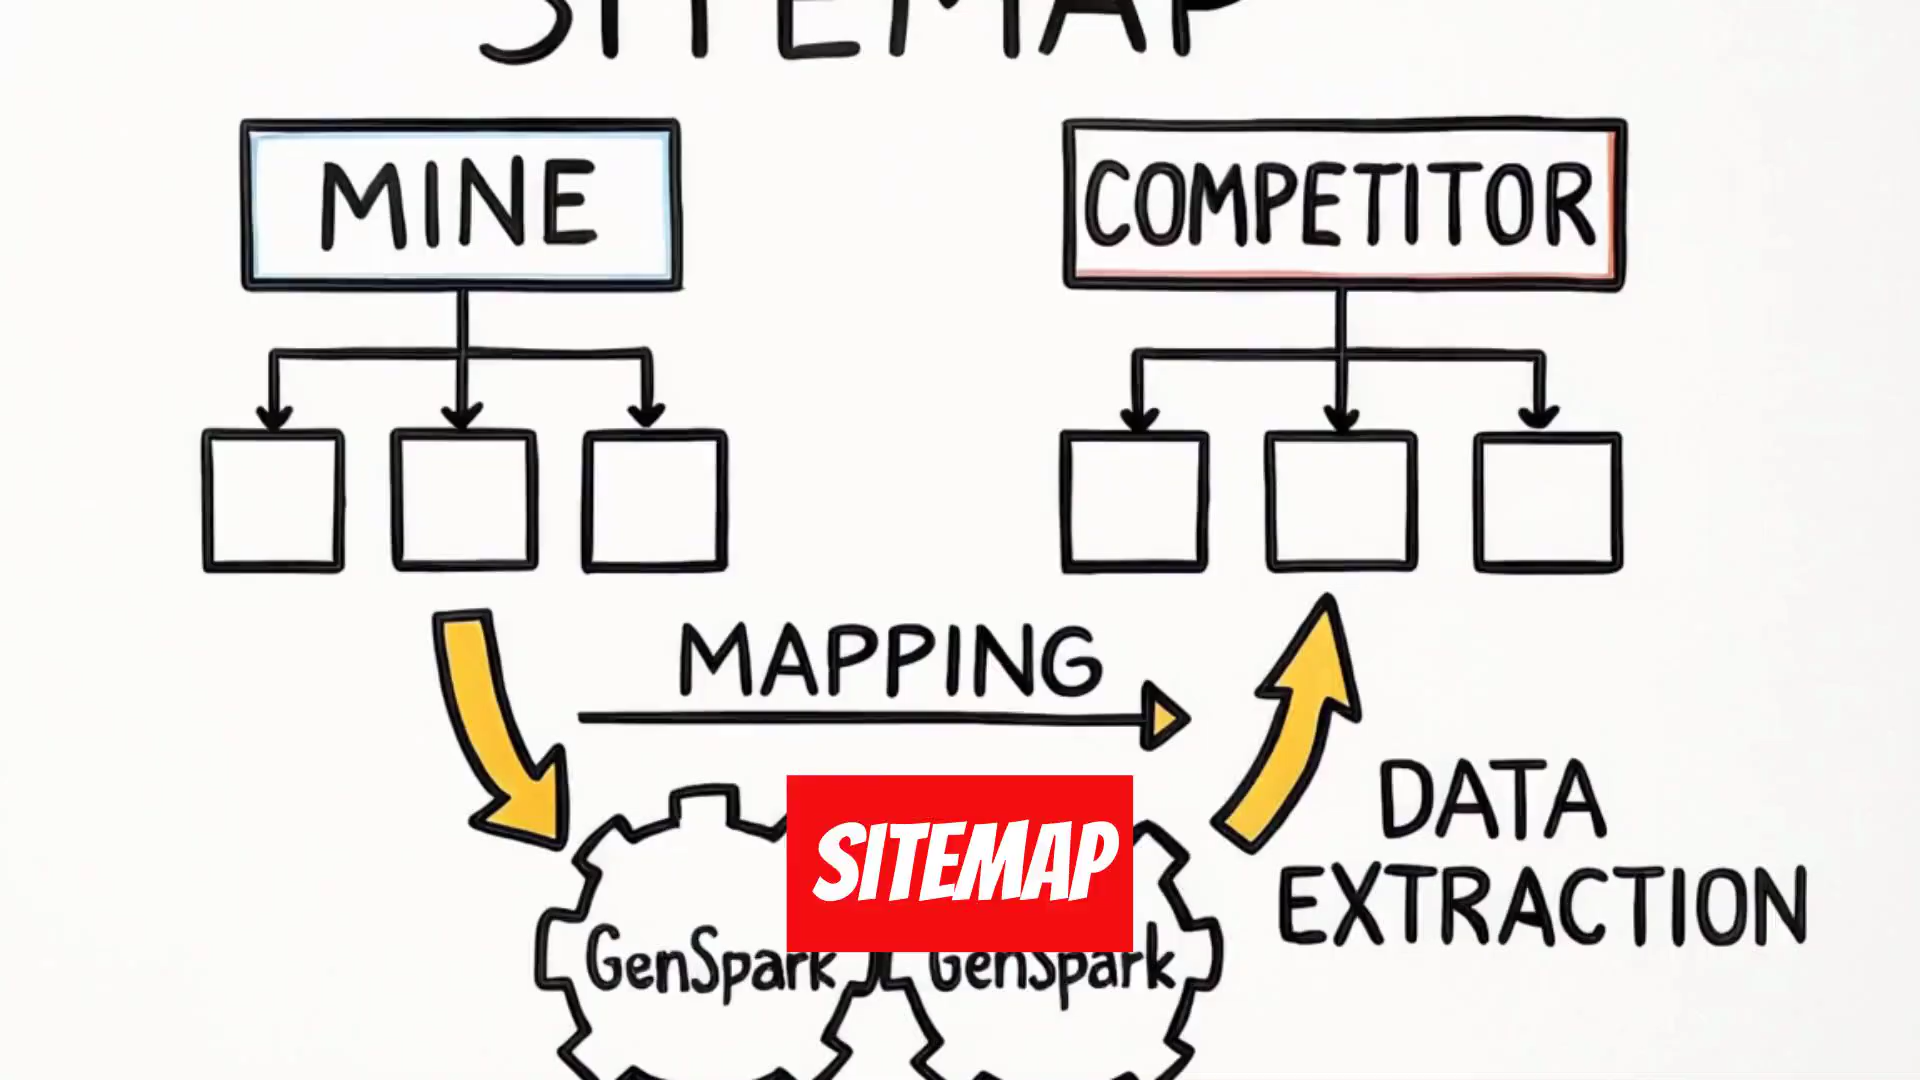 SITEMAP
MINE
COMPETITOR
MAPPING
DATA
EXTRACTION
SITEMAP
GenSpark
GenSpark